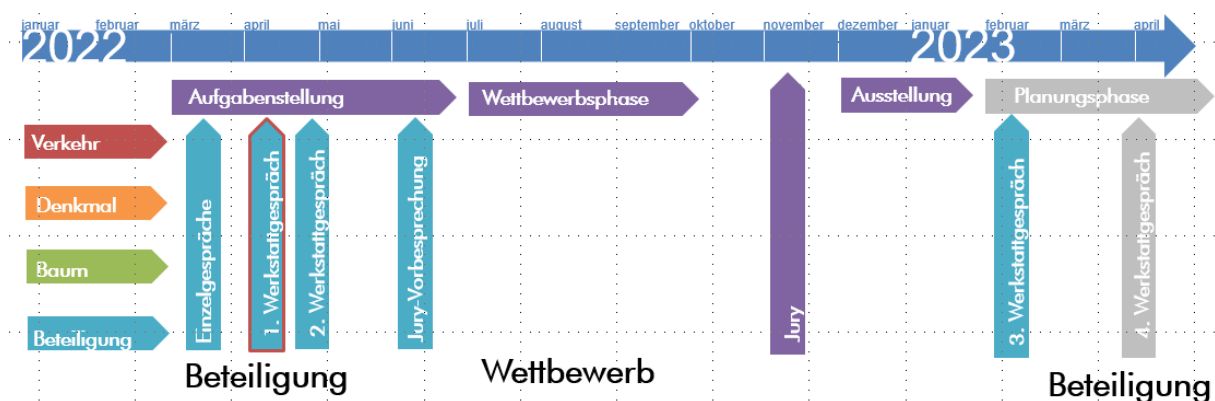 januar februar märz april mai juni juli august september oktober november dezember januar februar märz april
2022 2023
Aufgabenstellung Wettbewerbsphase Ausstellung Planungsphase
Verkehr
Denkmal
Baum
Beteiligung
Einzelgespräche
1. Werkstattgespräch
2. Werkstattgespräch
Jury-Vorbesprechung
Jury
3. Werkstattgespräch
4. Werkstattgespräch
Beteiligung Wettbewerb Beteiligung